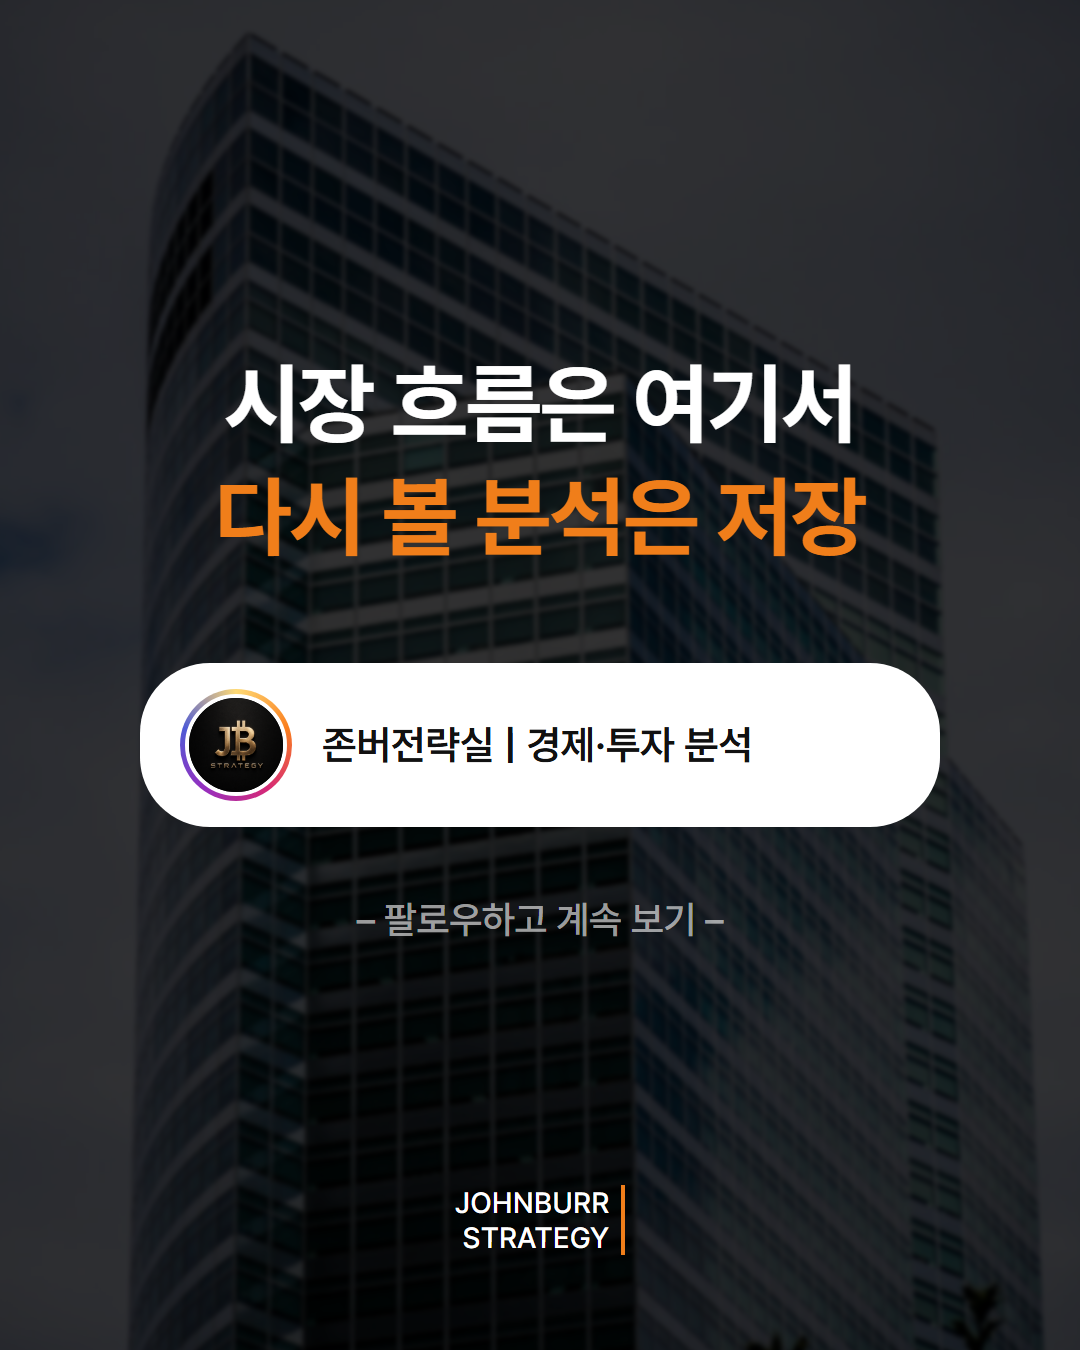 시장 흐름은 여기서
다시 볼 분석은 저장
JB
STRATEGY
존버전략실 | 경제·투자 분석
– 팔로우하고 계속 보기 –
JOHNBURR
STRATEGY